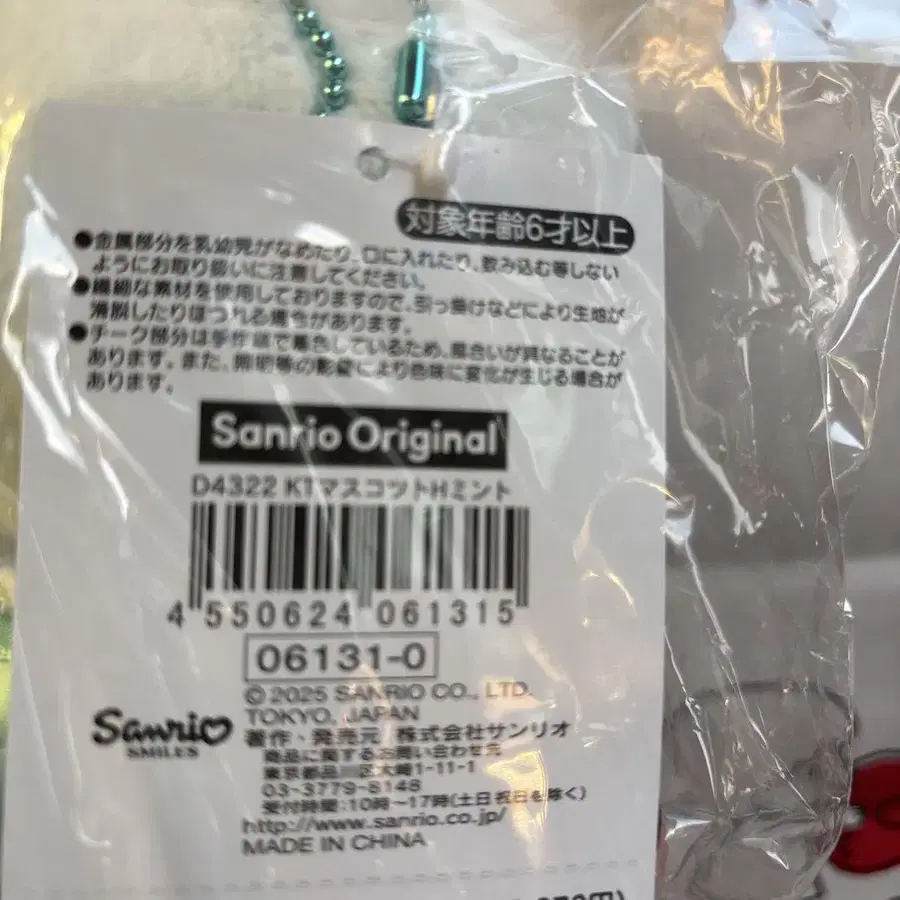 対象年齢6才以上
●金属部分を乳幼児がなめたり、口に入れたり、飲み込む等しない
ようにお取り扱いに注意してください。
●繊細な素材を使用しておりますので、引っ掛けなどにより生地が
滑脱したりほつれる場合があります。
●チーク部分は手作業で着色しているため、風合いが異なることが
あります。また、照明等の影響により色味に変化が生じる場合が
あります。
Sanrio Original
D4322 KTマスコットHミント
4 550624 061315
06131-0
© 2025 SANRIO CO., LTD.
TOKYO, JAPAN
Sanrio
SMILES
著作・発売元 株式会社サンリオ
商品に関するお問い合わせ先
東京都品川区大崎1-11-1
03-3779-8148
受付時間：10時～17時(土日祝日を除く)
http://www.sanrio.co.jp/
MADE IN CHINA